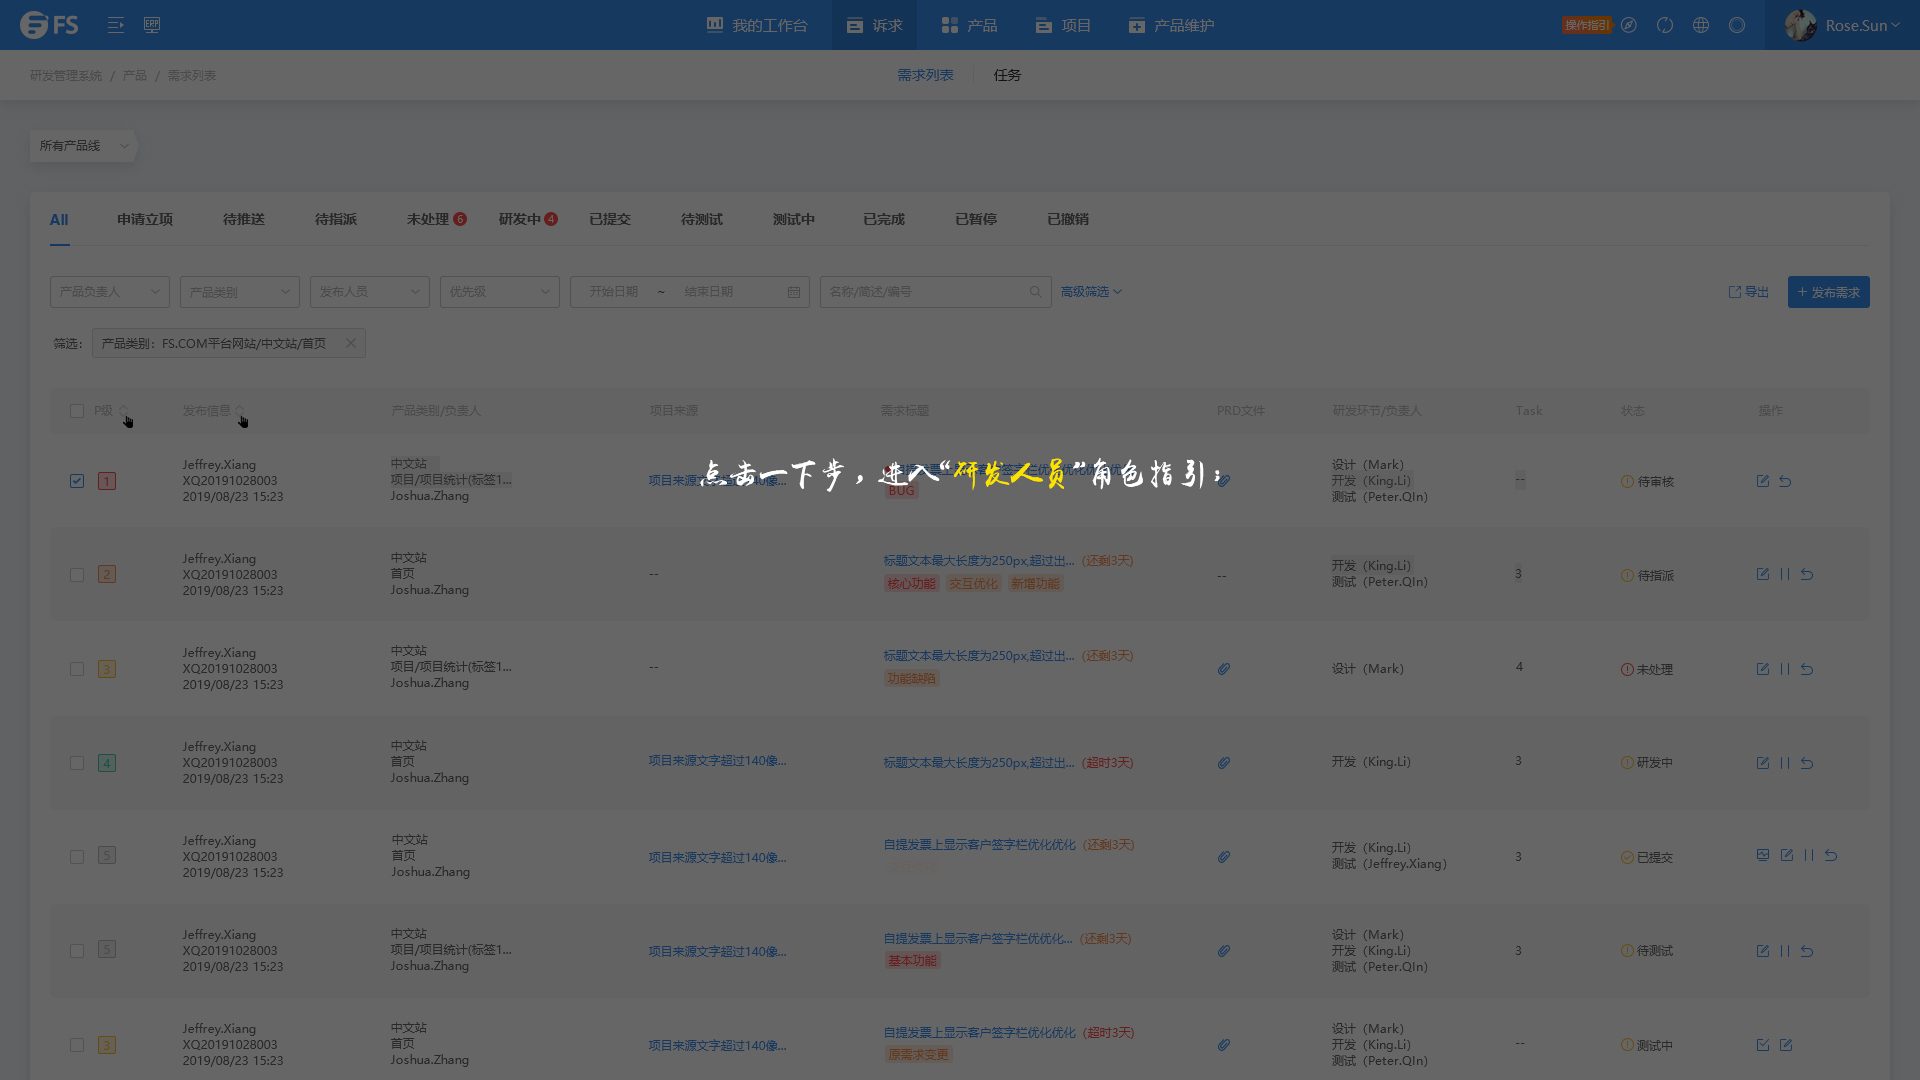 FS
ERP
我的工作台
诉求
产品
项目
产品维护
操作指引
Rose.Sun
研发管理系统 / 产品 / 需求列表
需求列表
任务
所有产品线
All
申请立项
待推送
待指派
未处理 6
研发中 4
已提交
待测试
测试中
已完成
已暂停
已撤销
产品负责人
产品类别
发布人员
优先级
开始日期 ~ 结束日期
名称/简述/编号
高级筛选
导出
+ 发布需求
筛选：
产品类别：FS.COM平台网站/中文站/首页
P级
发布信息
产品类别/负责人
项目来源
需求标题
PRD文件
研发环节/负责人
Task
状态
操作
点击一下步，进入“研发人员”角色指引；
1
Jeffrey.Xiang
XQ20191028003
2019/08/23 15:23
中文站
项目/项目统计(标签1...
Joshua.Zhang
BUG
设计（Mark）
开发（King.Li）
测试（Peter.QIn）
--
待审核
2
Jeffrey.Xiang
XQ20191028003
2019/08/23 15:23
中文站
首页
Joshua.Zhang
--
标题文本最大长度为250px,超过出...（还剩3天）
核心功能 交互优化 新增功能
--
开发（King.Li）
测试（Peter.QIn）
3
待指派
3
Jeffrey.Xiang
XQ20191028003
2019/08/23 15:23
中文站
项目/项目统计(标签1...
Joshua.Zhang
--
标题文本最大长度为250px,超过出...（还剩3天）
功能缺陷
设计（Mark）
4
未处理
4
Jeffrey.Xiang
XQ20191028003
2019/08/23 15:23
中文站
首页
Joshua.Zhang
项目来源文字超过140像...
标题文本最大长度为250px,超过出...（超时3天）
开发（King.Li）
3
研发中
5
Jeffrey.Xiang
XQ20191028003
2019/08/23 15:23
中文站
首页
Joshua.Zhang
项目来源文字超过140像...
自提发票上显示客户签字栏优化优化（还剩3天）
开发（King.Li）
测试（Jeffrey.Xiang）
3
已提交
5
Jeffrey.Xiang
XQ20191028003
2019/08/23 15:23
中文站
项目/项目统计(标签1...
Joshua.Zhang
项目来源文字超过140像...
自提发票上显示客户签字栏优优化...（还剩3天）
基本功能
设计（Mark）
开发（King.Li）
测试（Peter.QIn）
3
待测试
3
Jeffrey.Xiang
XQ20191028003
2019/08/23 15:23
中文站
首页
Joshua.Zhang
项目来源文字超过140像...
自提发票上显示客户签字栏优化优化（超时3天）
原需求变更
设计（Mark）
开发（King.Li）
测试（Peter.QIn）
--
测试中